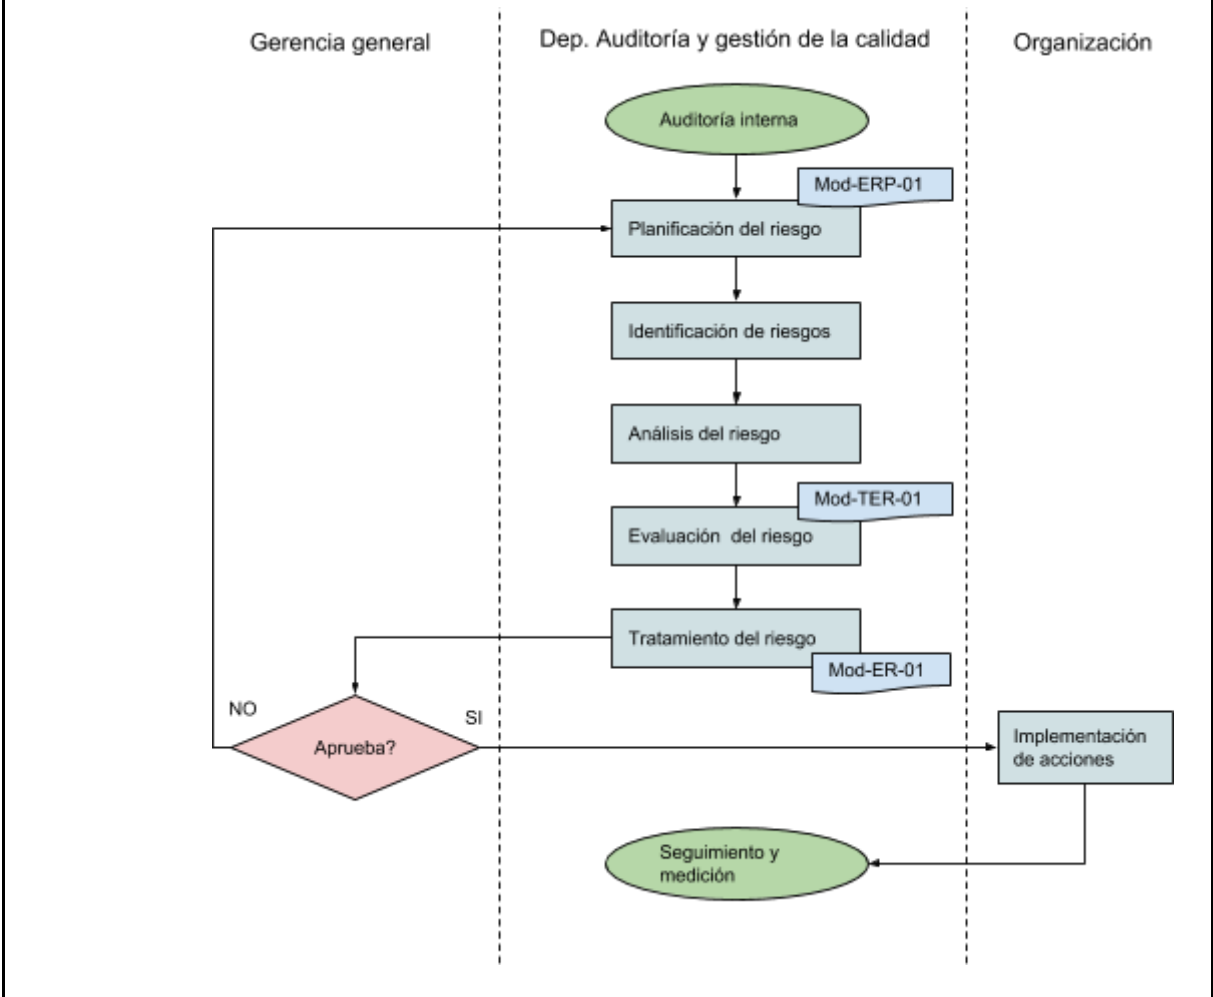 Gerencia general
Dep. Auditoría y gestión de la calidad
Organización
Auditoría interna
Mod-ERP-01
Planificación del riesgo
Identificación de riesgos
Análisis del riesgo
Mod-TER-01
Evaluación  del riesgo
Tratamiento del riesgo
Mod-ER-01
NO
SI
Aprueba?
Implementación
de acciones
Seguimiento y
medición